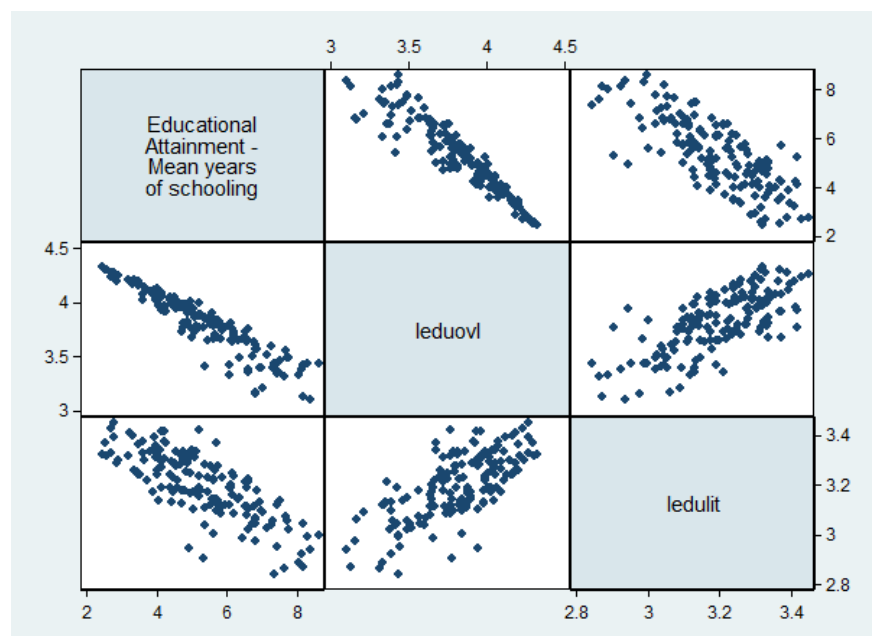 3 3.5 4 4.5
Educational
Attainment -
Mean years
of schooling
8
6
4
2
4.5
4
3.5
3
leduovl
ledulit
3.4
3.2
3
2.8
2 4 6 8
2.8 3 3.2 3.4